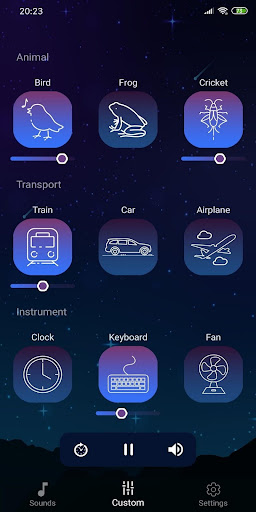 20:23
Animal
Bird Frog Cricket
Transport
Train Car Airplane
Instrument
Clock Keyboard Fan
Sounds Custom Settings